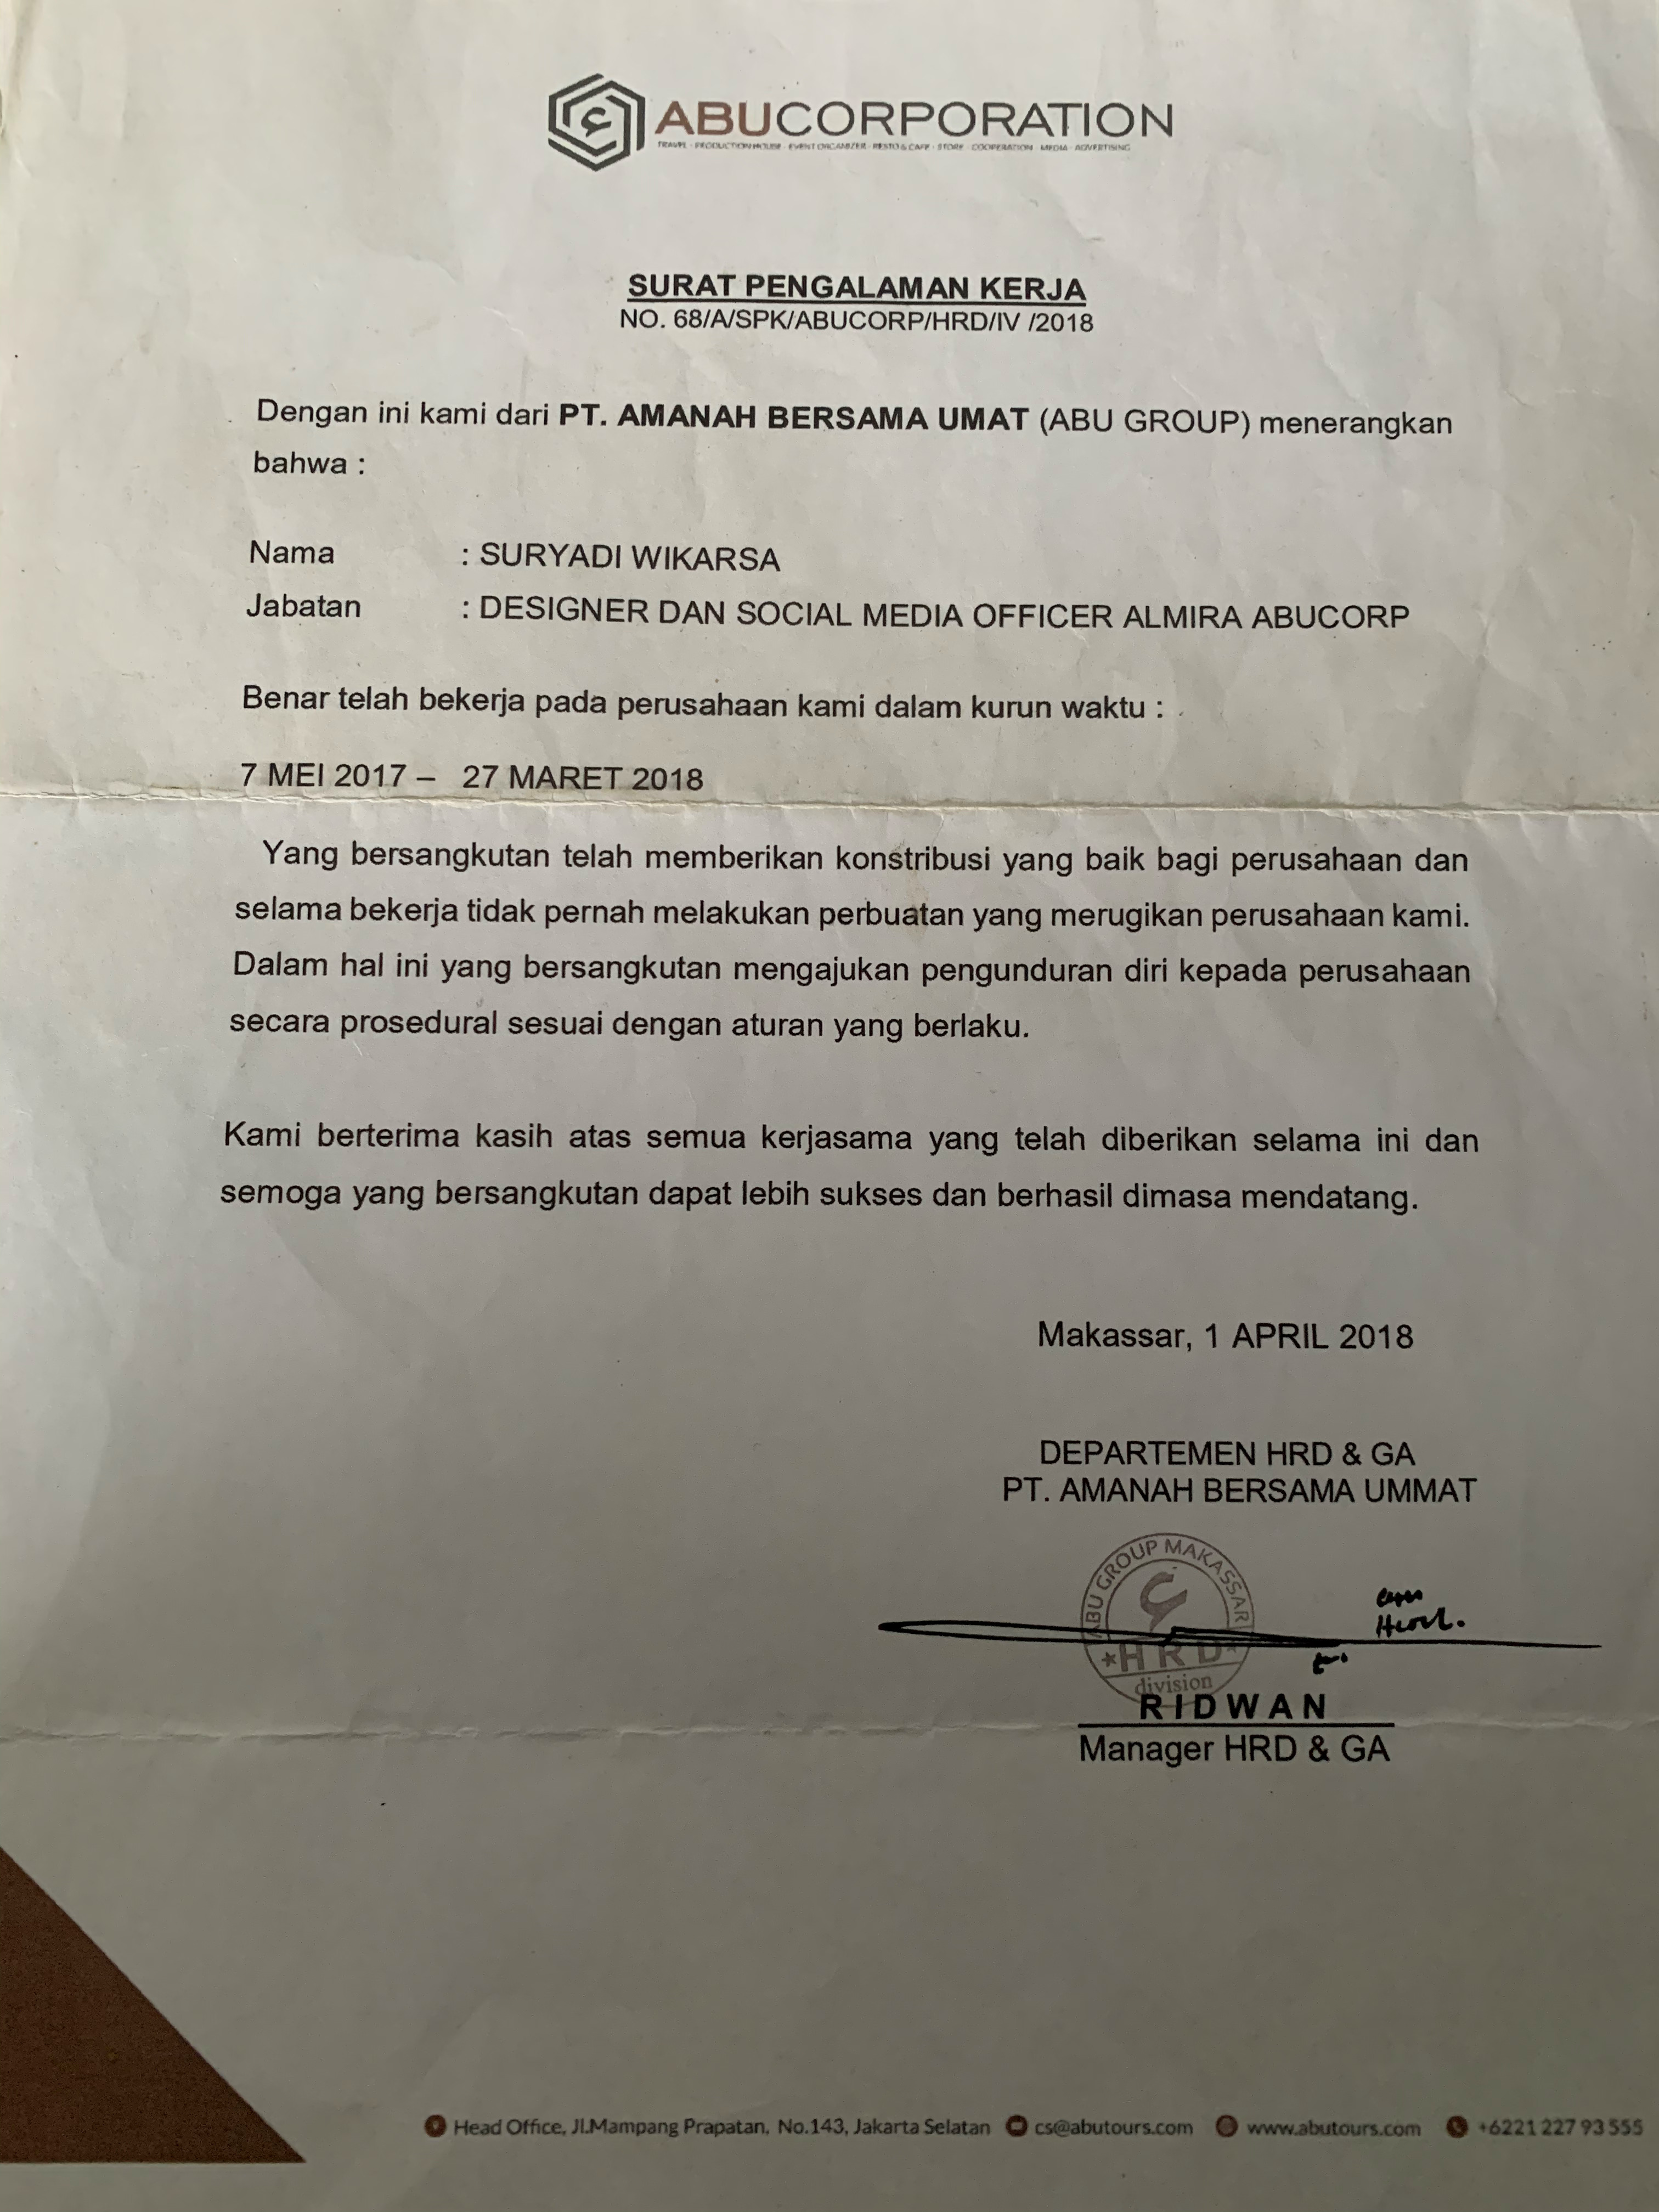 ABUCORPORATION
TRAVEL · PRODUCTION HOUSE · EVENT ORGANIZER · RESTO & CAFE · STORE · COOPERATION · MEDIA · ADVERTISING
SURAT PENGALAMAN KERJA
NO. 68/A/SPK/ABUCORP/HRD/IV /2018
Dengan ini kami dari PT. AMANAH BERSAMA UMAT (ABU GROUP) menerangkan
bahwa :
Nama : SURYADI WIKARSA
Jabatan : DESIGNER DAN SOCIAL MEDIA OFFICER ALMIRA ABUCORP
Benar telah bekerja pada perusahaan kami dalam kurun waktu :
7 MEI 2017 – 27 MARET 2018
Yang bersangkutan telah memberikan konstribusi yang baik bagi perusahaan dan
selama bekerja tidak pernah melakukan perbuatan yang merugikan perusahaan kami.
Dalam hal ini yang bersangkutan mengajukan pengunduran diri kepada perusahaan
secara prosedural sesuai dengan aturan yang berlaku.
Kami berterima kasih atas semua kerjasama yang telah diberikan selama ini dan
semoga yang bersangkutan dapat lebih sukses dan berhasil dimasa mendatang.
Makassar, 1 APRIL 2018
DEPARTEMEN HRD & GA
PT. AMANAH BERSAMA UMMAT
ABU GROUP MAKASSAR
HRD
division
RIDWAN
Manager HRD & GA
Head Office, Jl.Mampang Prapatan, No.143, Jakarta Selatan cs@abutours.com www.abutours.com +6221 227 93 555